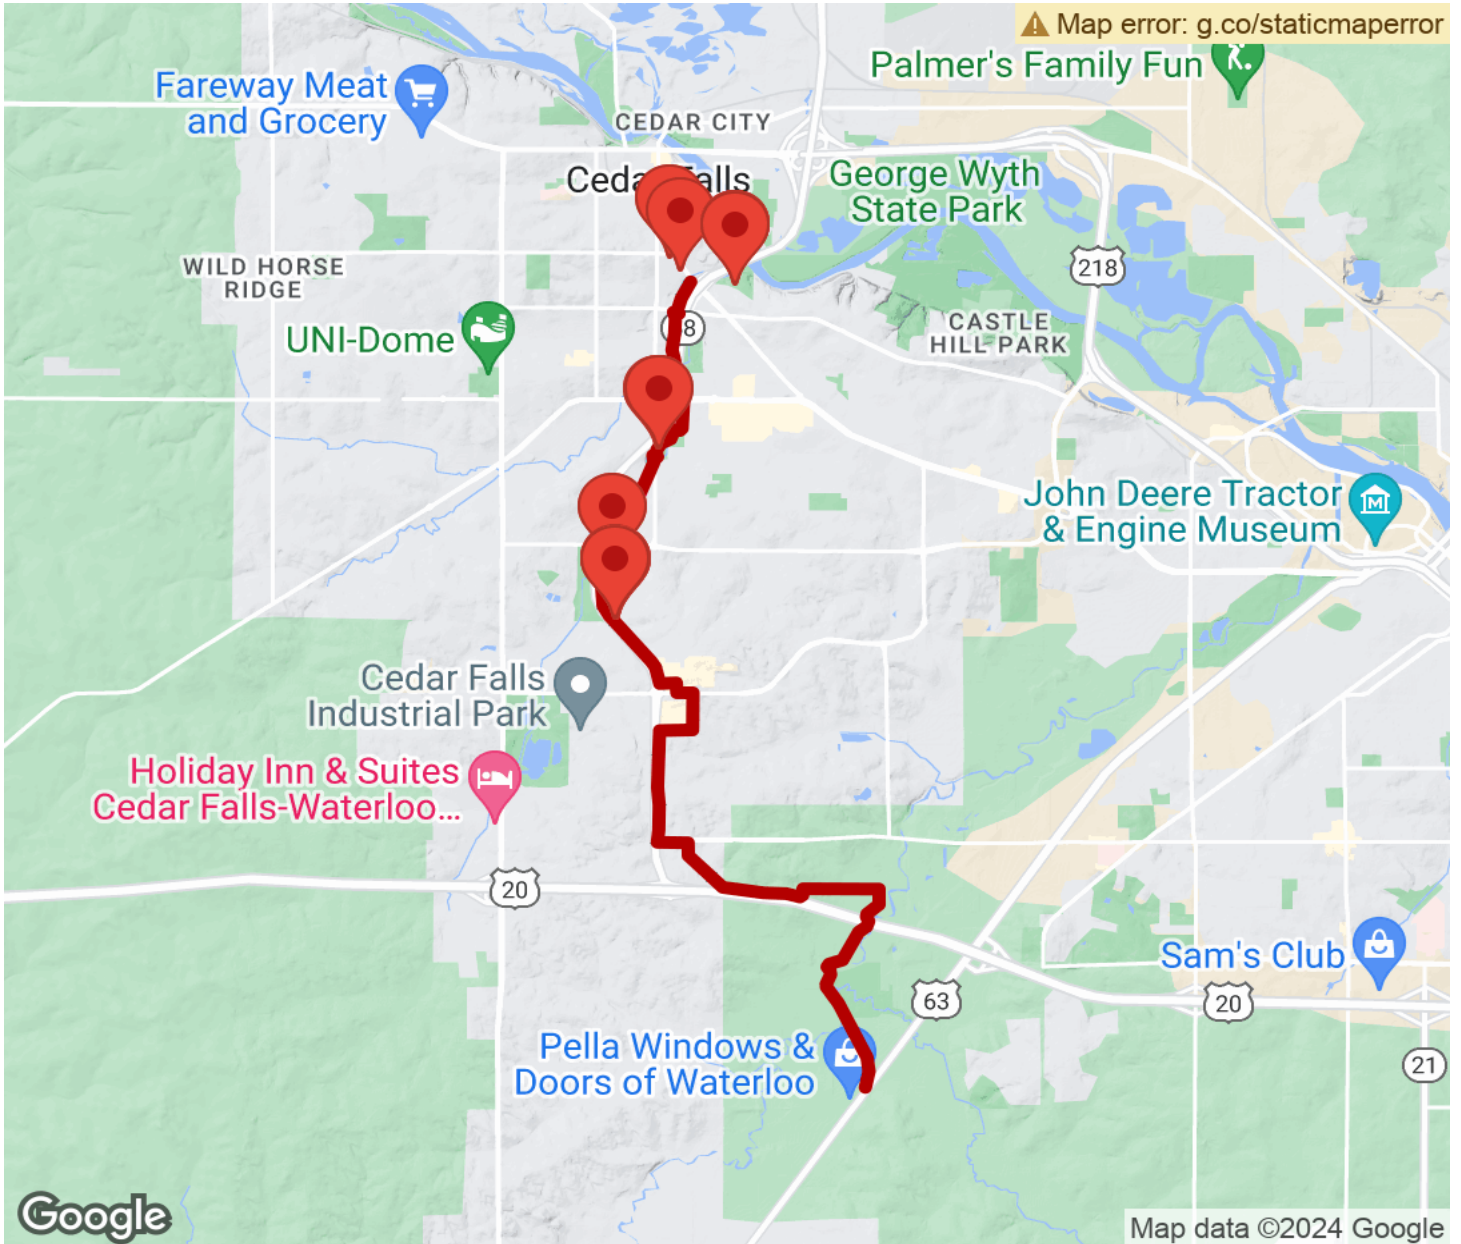 Map error: g.co/staticmaperror
Palmer's Family Fun
Fareway Meat
and Grocery
CEDAR CITY
Cedar Falls
George Wyth
State Park
WILD HORSE
RIDGE
218
UNI-Dome
8
CASTLE
HILL PARK
John Deere Tractor
& Engine Museum
M
Cedar Falls
Industrial Park
Holiday Inn & Suites
Cedar Falls-Waterloo...
20
Sam's Club
63
20
Pella Windows &
Doors of Waterloo
21
Google
Map data ©2024 Google